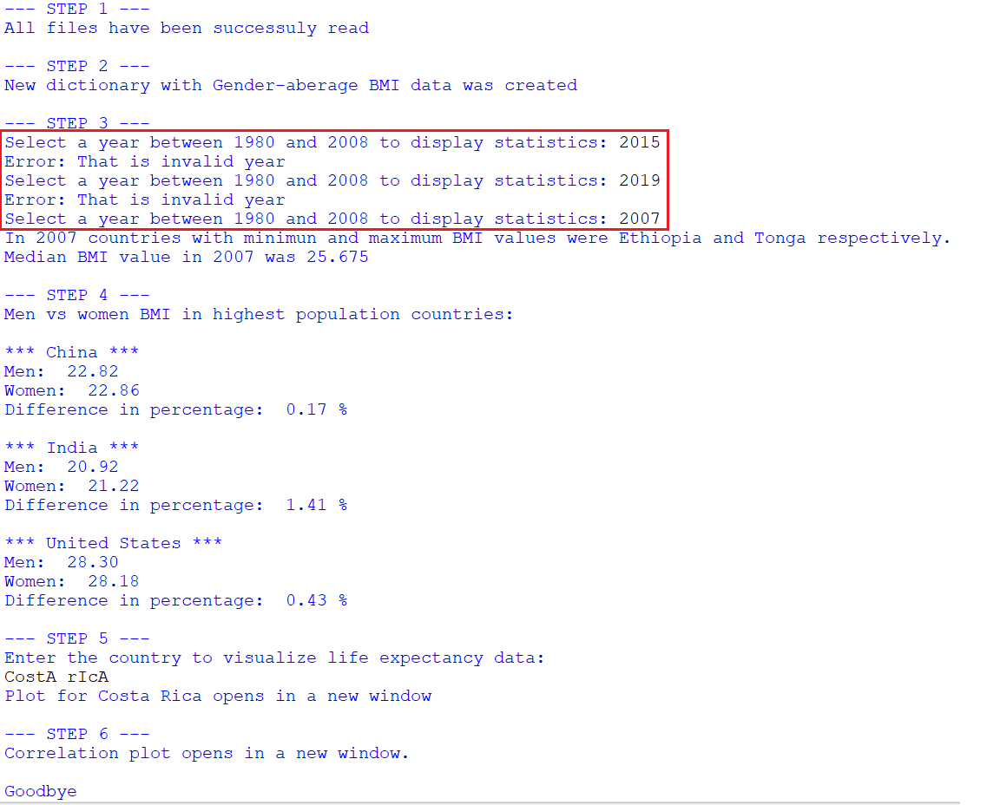 --- STEP 1 ---
All files have been successuly read
--- STEP 2 ---
New dictionary with Gender-aberage BMI data was created
--- STEP 3 ---
Select a year between 1980 and 2008 to display statistics: 2015
Error: That is invalid year
Select a year between 1980 and 2008 to display statistics: 2019
Error: That is invalid year
Select a year between 1980 and 2008 to display statistics: 2007
In 2007 countries with minimun and maximum BMI values were Ethiopia and Tonga respectively.
Median BMI value in 2007 was 25.675
--- STEP 4 ---
Men vs women BMI in highest population countries:
*** China ***
Men:  22.82
Women:  22.86
Difference in percentage:  0.17 %
*** India ***
Men:  20.92
Women:  21.22
Difference in percentage:  1.41 %
*** United States ***
Men:  28.30
Women:  28.18
Difference in percentage:  0.43 %
--- STEP 5 ---
Enter the country to visualize life expectancy data:
CostA rIcA
Plot for Costa Rica opens in a new window
--- STEP 6 ---
Correlation plot opens in a new window.
Goodbye